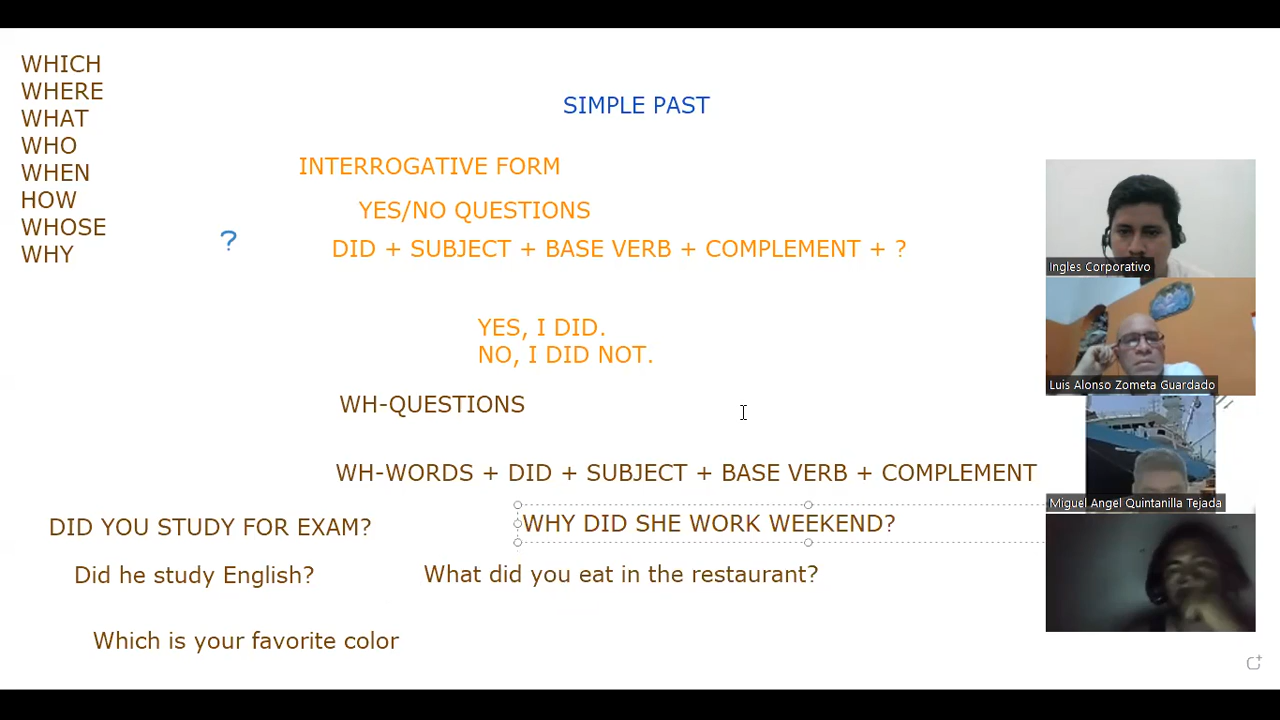 WHICH
WHERE
WHAT
WHO
WHEN
HOW
WHOSE
WHY
?
SIMPLE PAST
INTERROGATIVE FORM
YES/NO QUESTIONS
DID + SUBJECT + BASE VERB + COMPLEMENT + ?
YES, I DID.
NO, I DID NOT.
WH-QUESTIONS
WH-WORDS + DID + SUBJECT + BASE VERB + COMPLEMENT
DID YOU STUDY FOR EXAM?
WHY DID SHE WORK WEEKEND?
Did he study English?
What did you eat in the restaurant?
Which is your favorite color
Ingles Corporativo
Luis Alonso Zometa Guardado
Miguel Angel Quintanilla Tejada